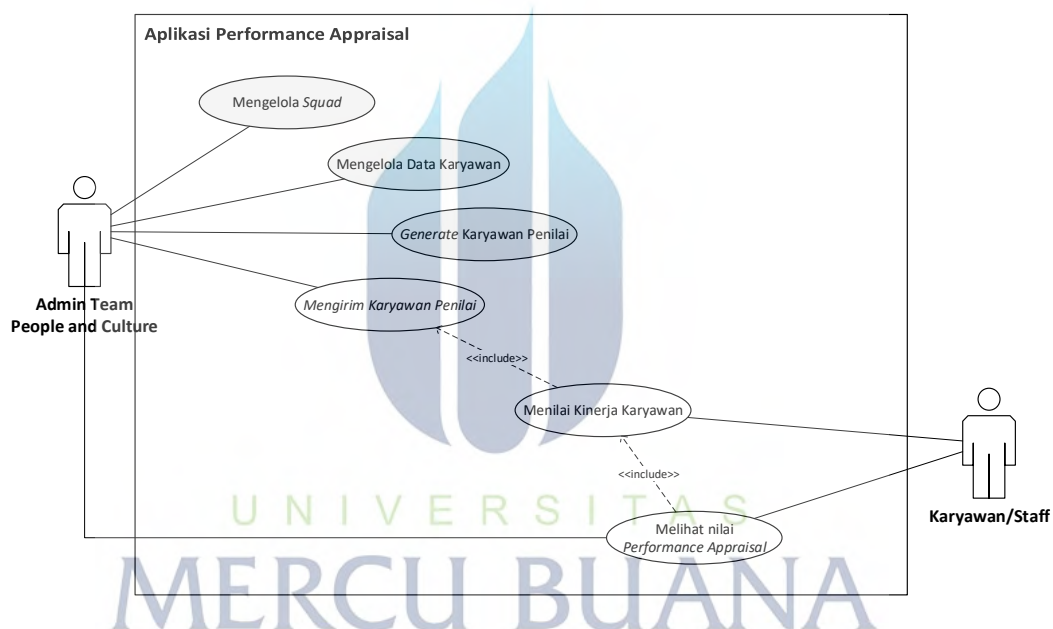 Aplikasi Performance Appraisal
Mengelola Squad
Mengelola Data Karyawan
Generate Karyawan Penilai
Mengirim Karyawan Penilai
Admin Team
People and Culture
<<include>>
Menilai Kinerja Karyawan
<<include>>
Karyawan/Staff
Melihat nilai
Performance Appraisal
UNIVERSITAS
MERCU BUANA